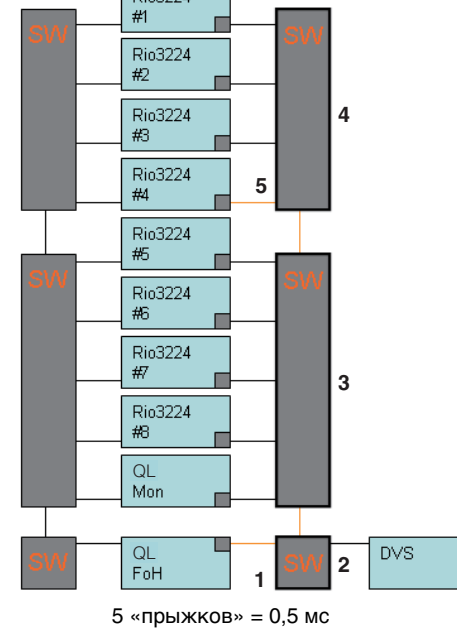 Rio3224
#1
SW
SW
Rio3224
#2
Rio3224
#3
4
Rio3224
#4
5
Rio3224
#5
SW
SW
Rio3224
#6
Rio3224
#7
3
Rio3224
#8
QL
Mon
SW
QL
FoH
1
SW
2
DVS
5 «прыжков» = 0,5 мс